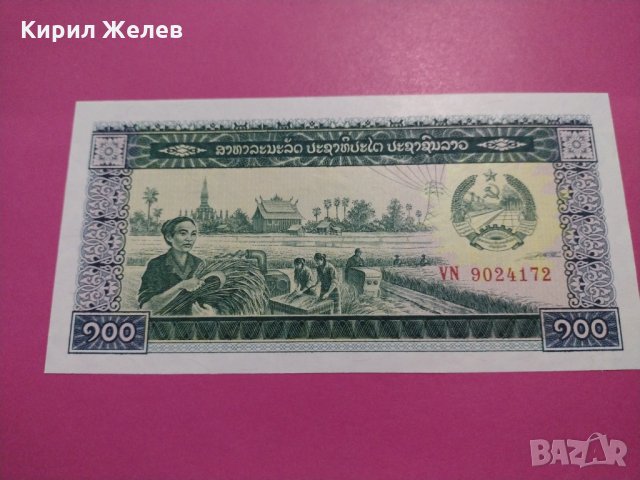 Кирил Желев
ສາທາລະນະລັດ ປະຊາທິປະໄຕ ປະຊາຊົນລາວ
VN 9024172
໑໐໐ ໑໐໐
BAZAR
bg